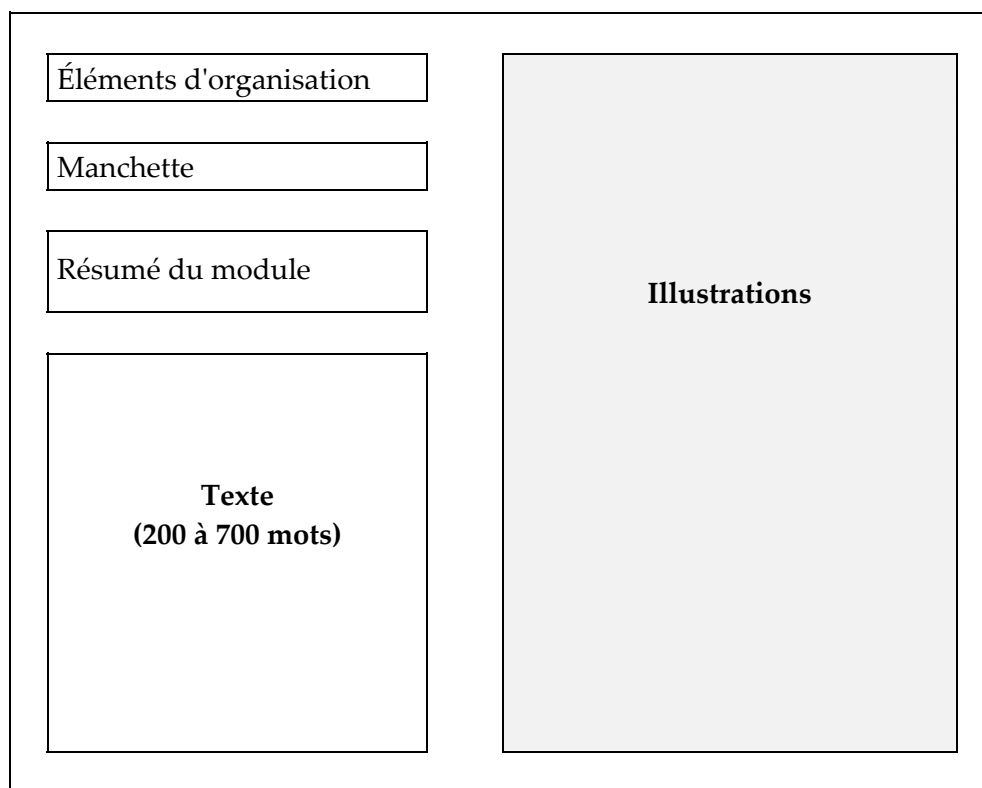 Éléments d'organisation
Manchette
Résumé du module
Texte
(200 à 700 mots)
Illustrations